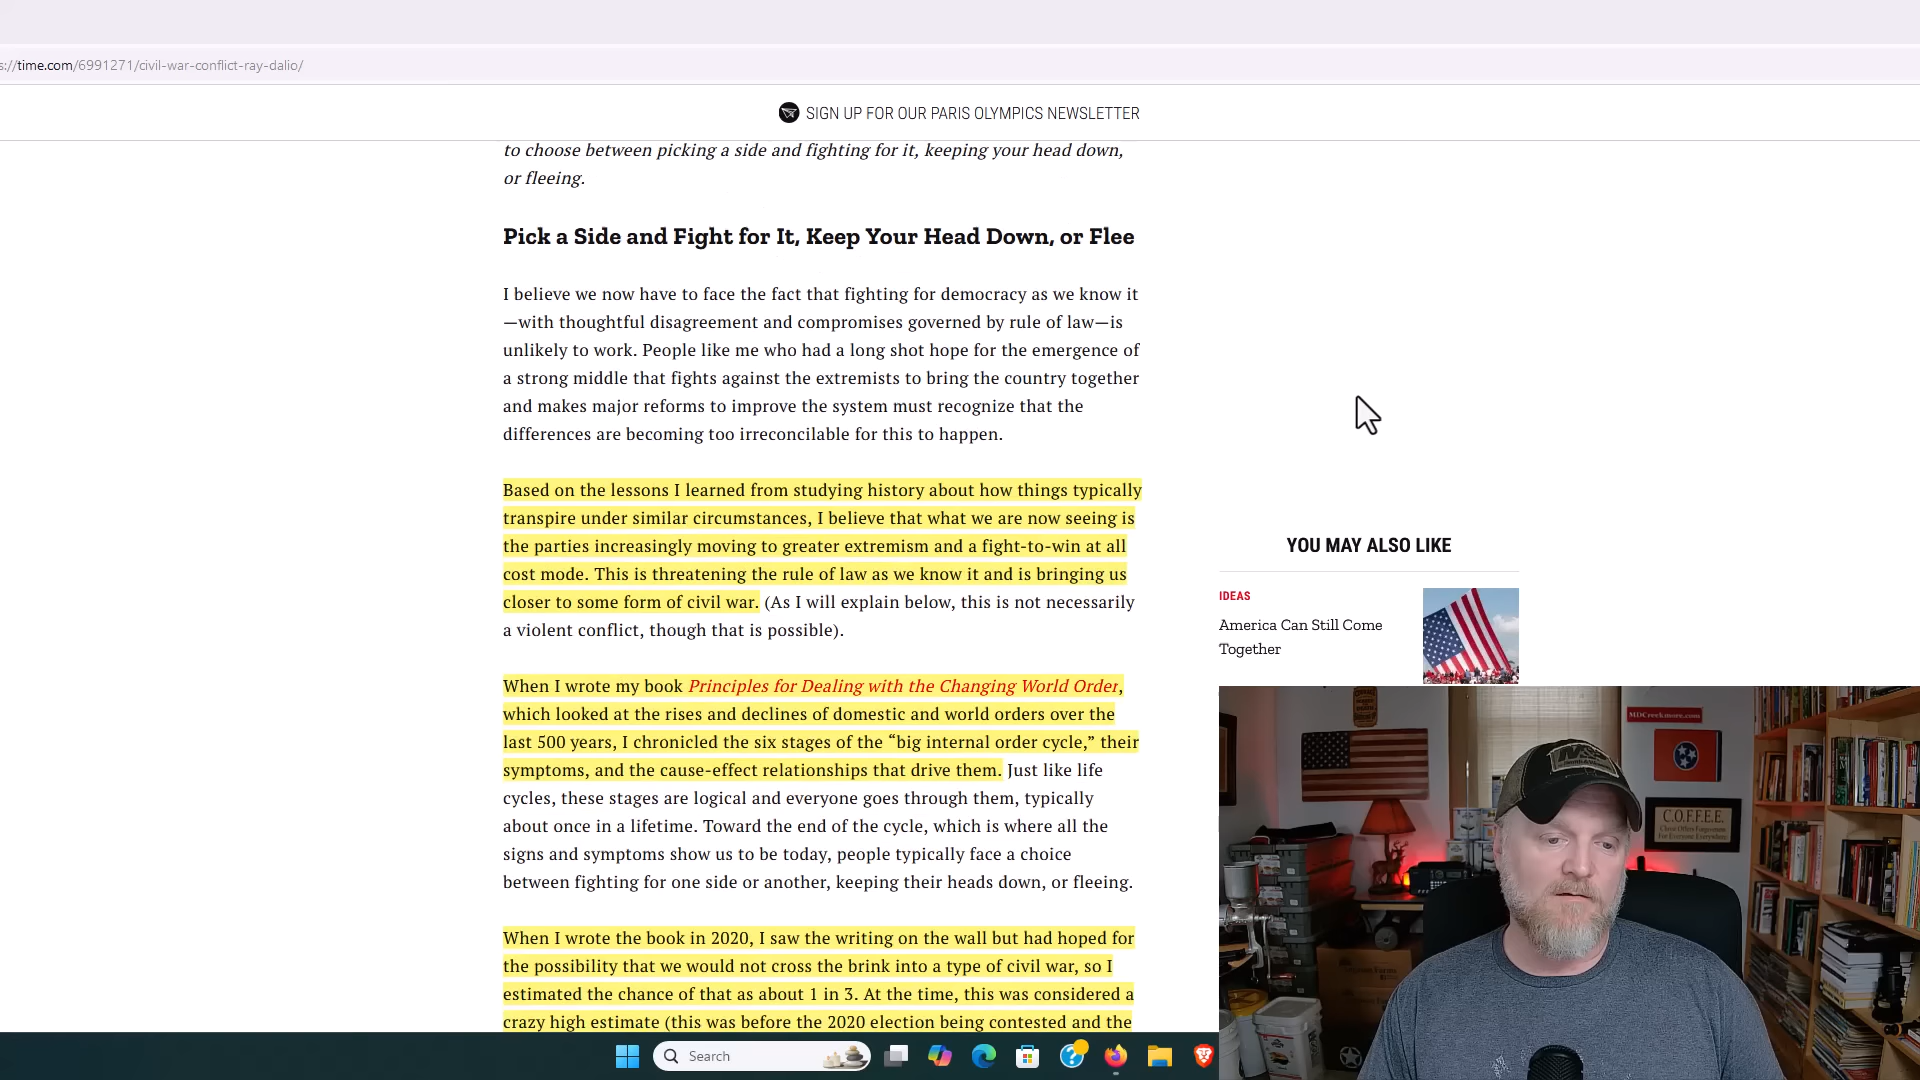 s://time.com/6991271/civil-war-conflict-ray-dalio/
SIGN UP FOR OUR PARIS OLYMPICS NEWSLETTER
to choose between picking a side and fighting for it, keeping your head down,
or fleeing.
Pick a Side and Fight for It, Keep Your Head Down, or Flee
I believe we now have to face the fact that fighting for democracy as we know it
—with thoughtful disagreement and compromises governed by rule of law—is
unlikely to work. People like me who had a long shot hope for the emergence of
a strong middle that fights against the extremists to bring the country together
and makes major reforms to improve the system must recognize that the
differences are becoming too irreconcilable for this to happen.
Based on the lessons I learned from studying history about how things typically
transpire under similar circumstances, I believe that what we are now seeing is
the parties increasingly moving to greater extremism and a fight-to-win at all
cost mode. This is threatening the rule of law as we know it and is bringing us
closer to some form of civil war. (As I will explain below, this is not necessarily
a violent conflict, though that is possible).
When I wrote my book Principles for Dealing with the Changing World Order,
which looked at the rises and declines of domestic and world orders over the
last 500 years, I chronicled the six stages of the “big internal order cycle,” their
symptoms, and the cause-effect relationships that drive them. Just like life
cycles, these stages are logical and everyone goes through them, typically
about once in a lifetime. Toward the end of the cycle, which is where all the
signs and symptoms show us to be today, people typically face a choice
between fighting for one side or another, keeping their heads down, or fleeing.
When I wrote the book in 2020, I saw the writing on the wall but had hoped for
the possibility that we would not cross the brink into a type of civil war, so I
estimated the chance of that as about 1 in 3. At the time, this was considered a
crazy high estimate (this was before the 2020 election being contested and the
YOU MAY ALSO LIKE
IDEAS
America Can Still Come
Together
MDCreekmore.com
C.O.F.F.E.E.
Christ Offers Forgiveness
For Everyone Everywhere
Search